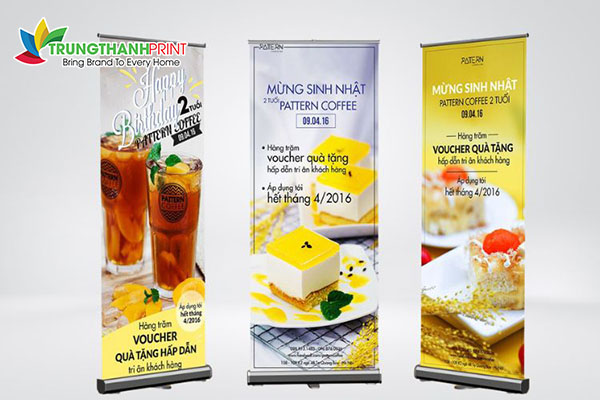 TRUNGTHANHPRINT
Bring Brand To Every Home
Happy
Birthday
2 TUỔI
PATTERN COFFEE
09.04.16
PATTERN
COFFEE
PATTERN
COFFEE
Áp dụng tới
hết tháng
4/2016
Hàng trăm
VOUCHER
QUÀ TẶNG HẤP DẪN
tri ân khách hàng
PATTERN
MỪNG SINH NHẬT
2 TUỔI PATTERN COFFEE
09.04.16
• Hàng trăm
voucher quà tặng
hấp dẫn tri ân khách hàng
• Áp dụng tới
hết tháng 4/2016
PATTERN
MỪNG SINH NHẬT
PATTERN COFFEE 2 TUỔI
09.04.16
Hàng trăm
VOUCHER QUÀ TẶNG
hấp dẫn tri ân khách hàng
Áp dụng tới
hết tháng 4/2016